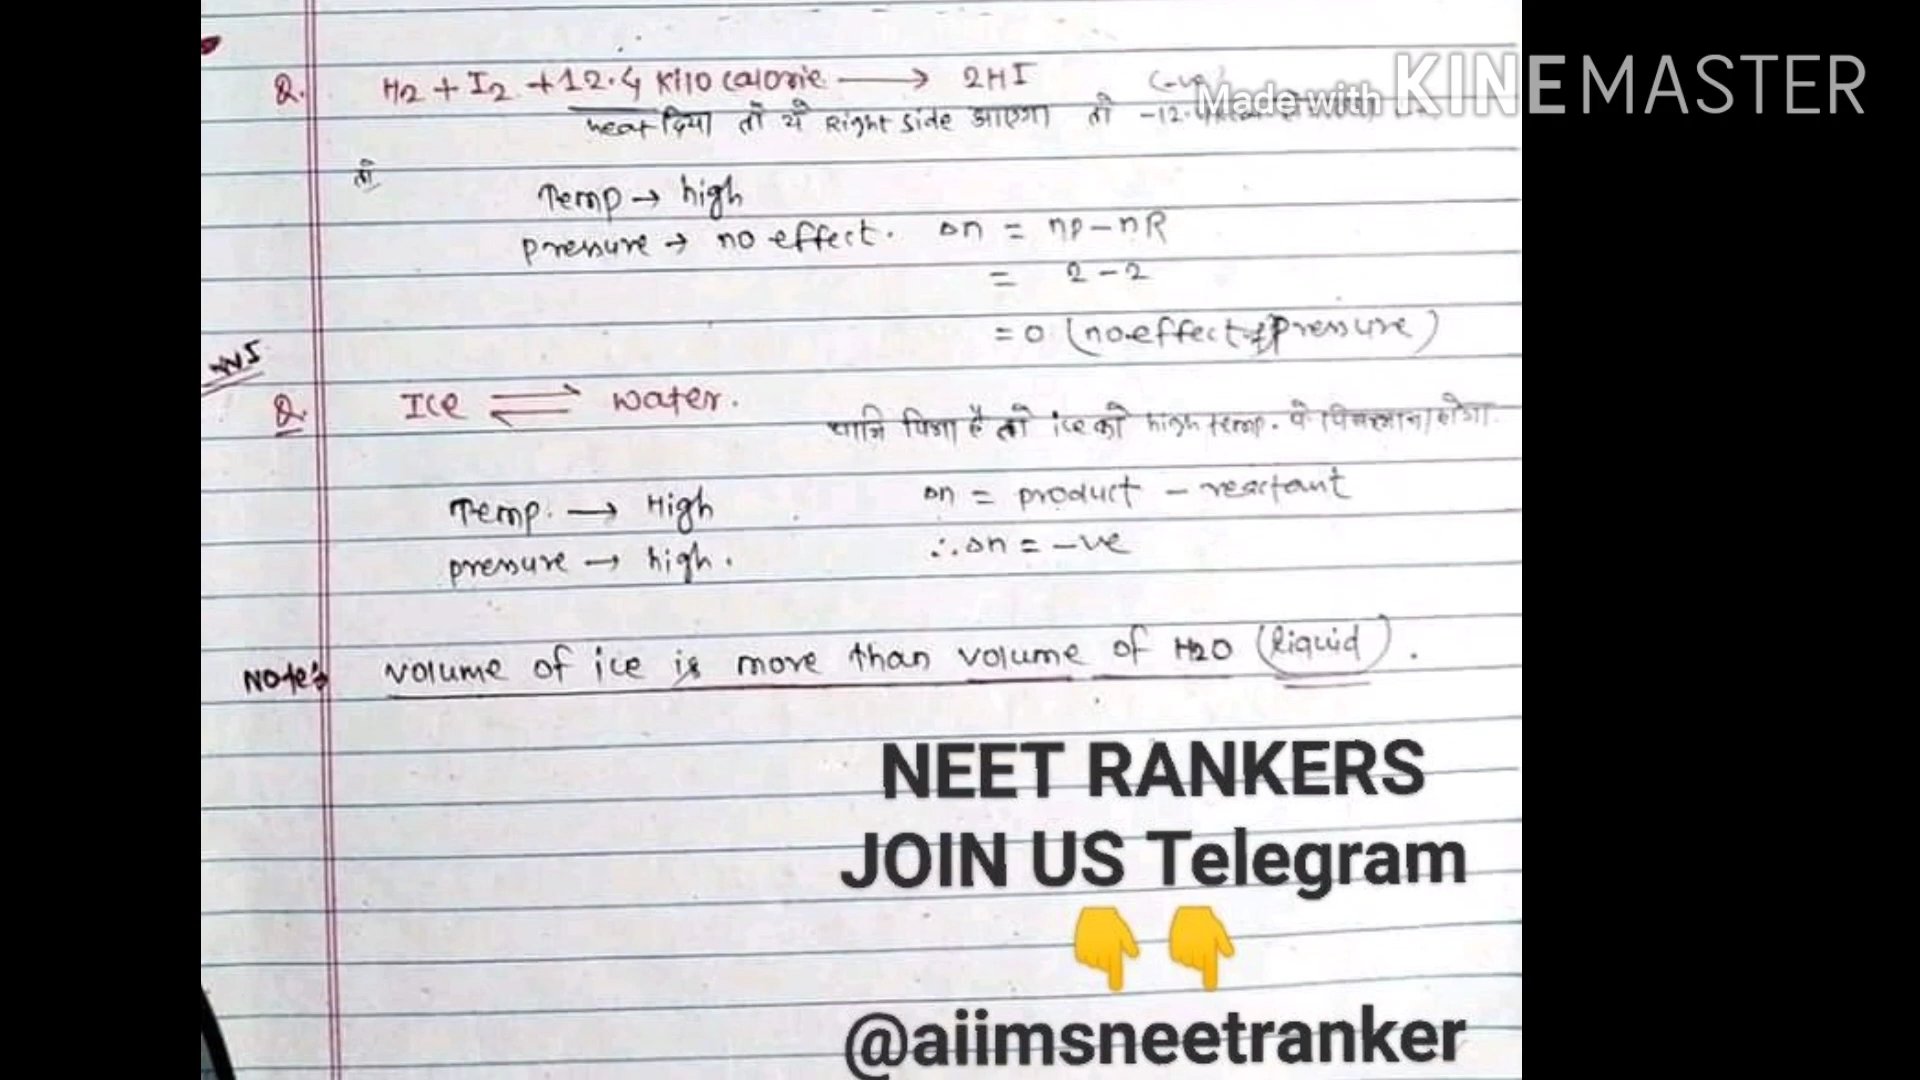 Q. H2 + I2 + 12.4 Kilo calorie ⟶ 2HI (-ve)
heat दिया तो ये Right side आएगा तो -12.4
Made with KINEMASTER
तो
Temp → high
pressure → no effect. Δn = nP - nR
= 2 - 2
= 0 (no effect of pressure)
Q. Ice ⇌ water.
पानी पिना है तो ice को high temp. पे पिघलाना होगा.
Temp. → High Δn = product - reactant
pressure → high. ∴ Δn = -ve
Note: volume of ice is more than volume of H2O (liquid).
NEET RANKERS
JOIN US Telegram
👇👇
@aiimsneetranker